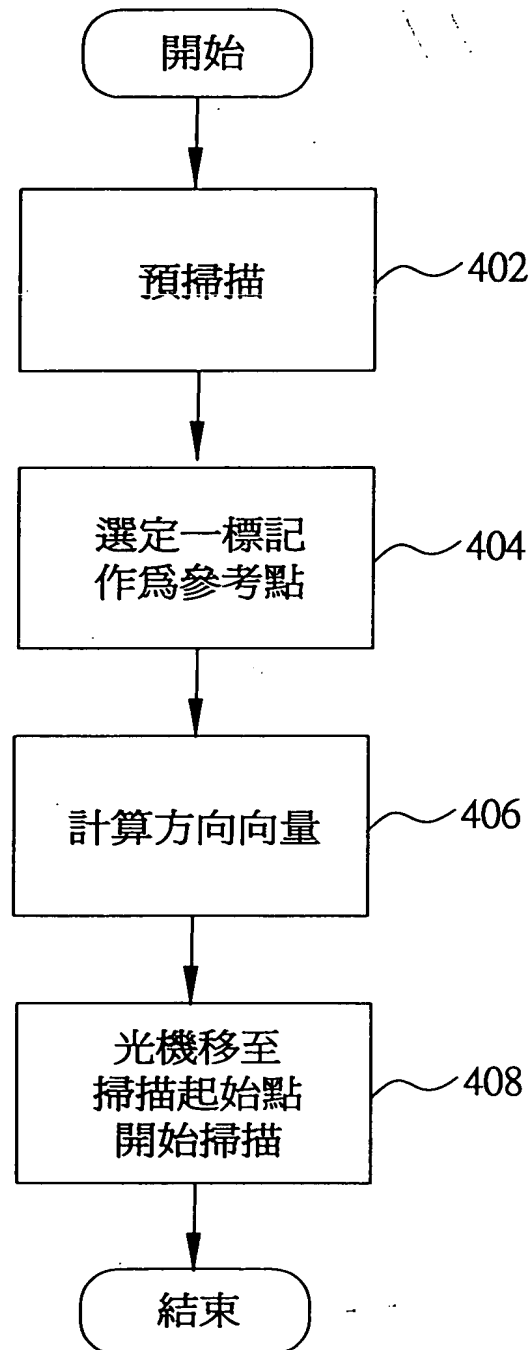 開始
預掃描
402
選定一標記
作爲參考點
404
計算方向向量
406
光機移至
掃描起始點
開始掃描
408
結束